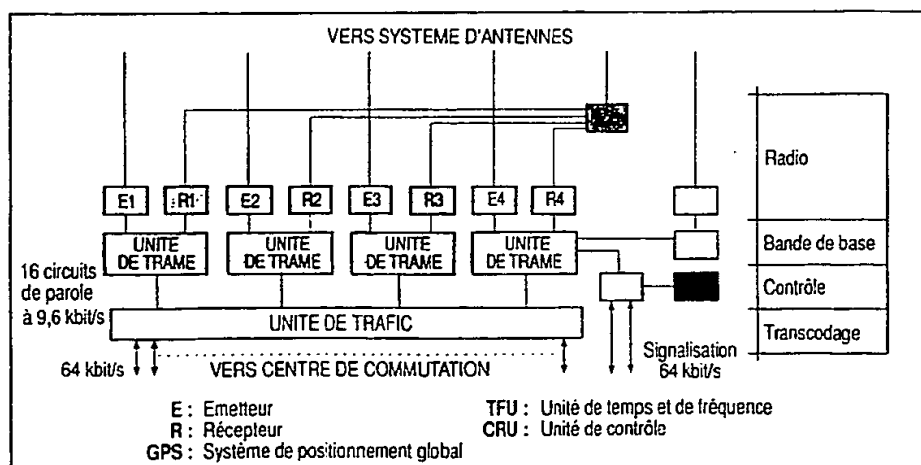 VERS SYSTEME D'ANTENNES
Radio
E1 R1 E2 R2 E3 R3 E4 R4
UNITE DE TRAME
UNITE DE TRAME
UNITE DE TRAME
UNITE DE TRAME
Bande de base
16 circuits de parole à 9,6 kbit/s
Contrôle
UNITE DE TRAFIC
Transcodage
64 kbit/s
VERS CENTRE DE COMMUTATION
Signalisation 64 kbit/s
E : Emetteur
TFU : Unité de temps et de fréquence
R : Récepteur
CRU : Unité de contrôle
GPS : Système de positionnement global